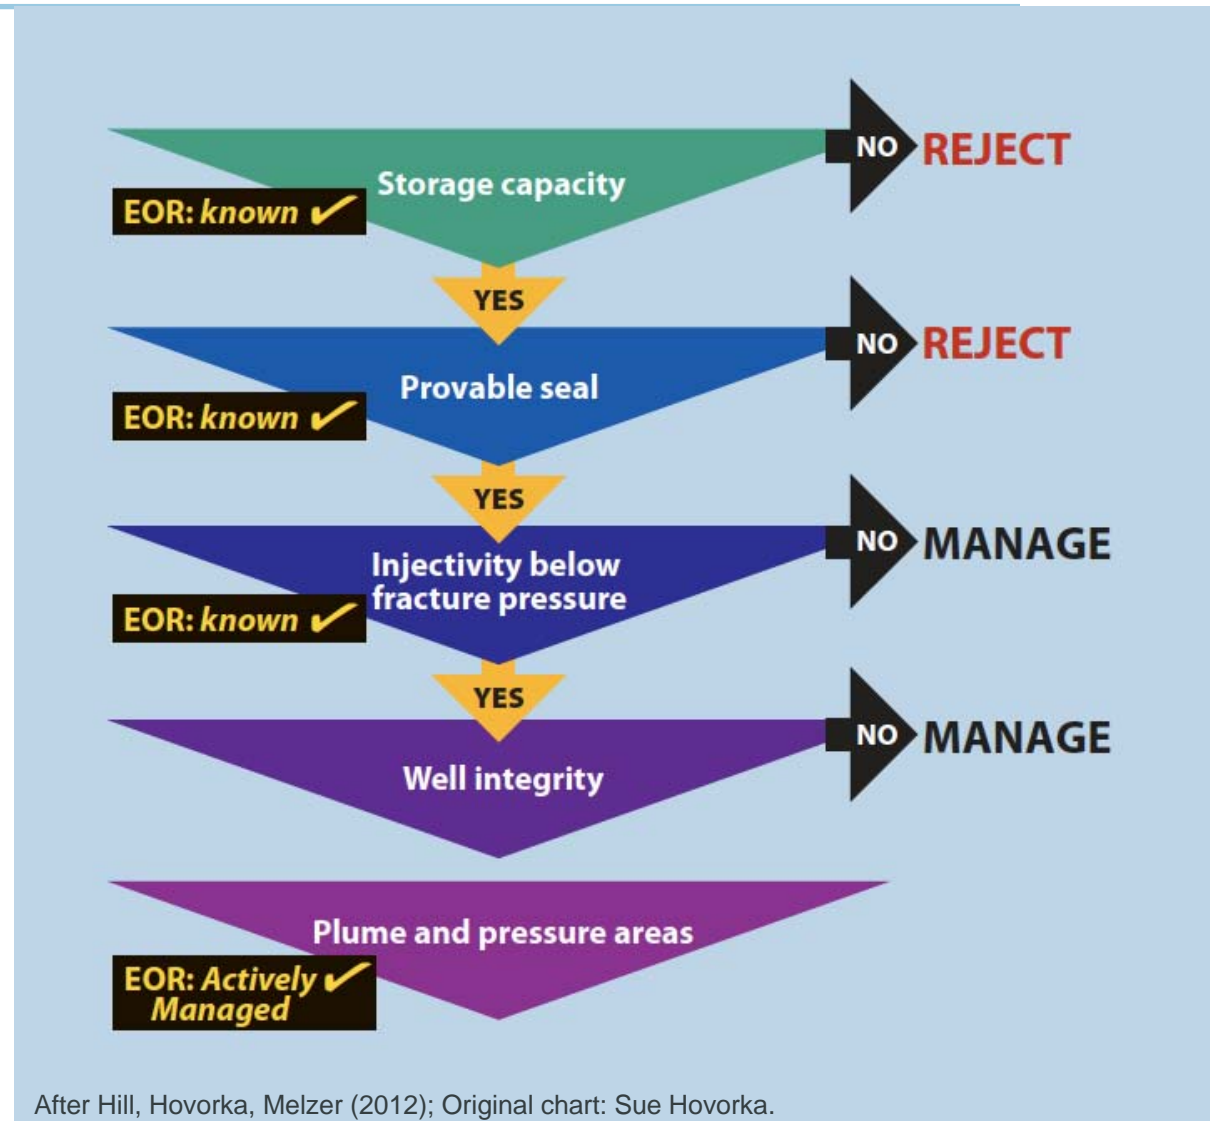 Storage capacity
NO
REJECT
EOR: known ✓
YES
Provable seal
NO
REJECT
EOR: known ✓
YES
Injectivity below
fracture pressure
NO
MANAGE
EOR: known ✓
YES
Well integrity
NO
MANAGE
Plume and pressure areas
EOR: Actively ✓
Managed
After Hill, Hovorka, Melzer (2012); Original chart: Sue Hovorka.